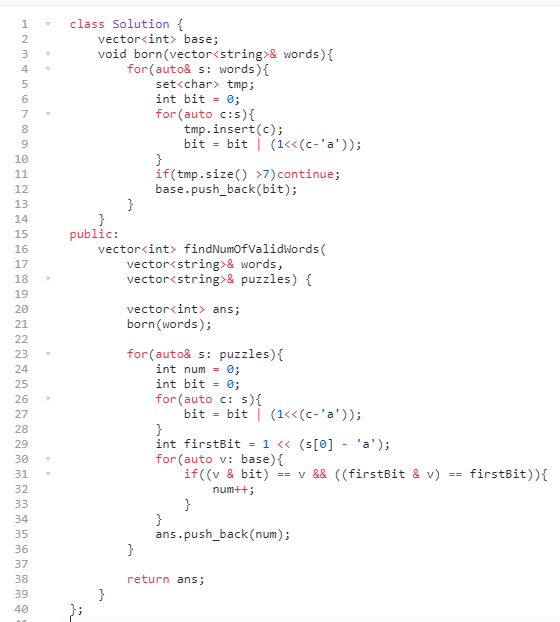 1 class Solution {
2     vector<int> base;
3     void born(vector<string>& words){
4         for(auto& s: words){
5             set<char> tmp;
6             int bit = 0;
7             for(auto c:s){
8                 tmp.insert(c);
9                 bit = bit | (1<<(c-'a'));
10             }
11             if(tmp.size() >7)continue;
12             base.push_back(bit);
13         }
14     }
15 public:
16     vector<int> findNumOfValidWords(
17         vector<string>& words,
18         vector<string>& puzzles) {
19
20         vector<int> ans;
21         born(words);
22
23         for(auto& s: puzzles){
24             int num = 0;
25             int bit = 0;
26             for(auto c: s){
27                 bit = bit | (1<<(c-'a'));
28             }
29             int firstBit = 1 << (s[0] - 'a');
30             for(auto v: base){
31                 if((v & bit) == v && ((firstBit & v) == firstBit)){
32                     num++;
33                 }
34             }
35             ans.push_back(num);
36         }
37
38         return ans;
39     }
40 };